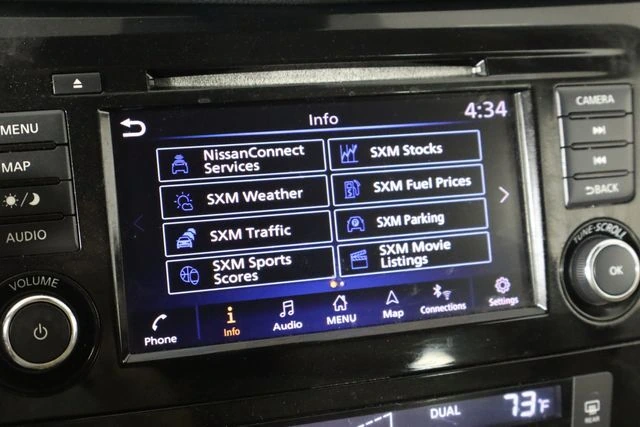 MENU
MAP
AUDIO
VOLUME
Info
4:34
NissanConnect
Services
SXM Stocks
SXM Weather
SXM Fuel Prices
SXM Traffic
SXM Parking
SXM Sports
Scores
SXM Movie
Listings
Phone
Info
Audio
MENU
Map
Connections
Settings
CAMERA
BACK
TUNE•SCROLL
OK
DUAL
73°F
REAR